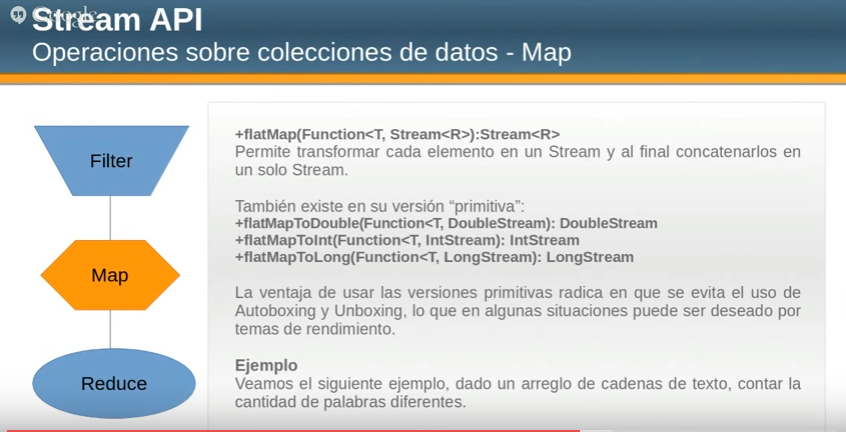 Google
Stream API
Operaciones sobre colecciones de datos - Map
Filter
Map
Reduce
+flatMap(Function<T, Stream<R>):Stream<R>
Permite transformar cada elemento en un Stream y al final concatenarlos en
un solo Stream.
También existe en su versión “primitiva”:
+flatMapToDouble(Function<T, DoubleStream): DoubleStream
+flatMapToInt(Function<T, IntStream): IntStream
+flatMapToLong(Function<T, LongStream): LongStream
La ventaja de usar las versiones primitivas radica en que se evita el uso de
Autoboxing y Unboxing, lo que en algunas situaciones puede ser deseado por
temas de rendimiento.
Ejemplo
Veamos el siguiente ejemplo, dado un arreglo de cadenas de texto, contar la
cantidad de palabras diferentes.